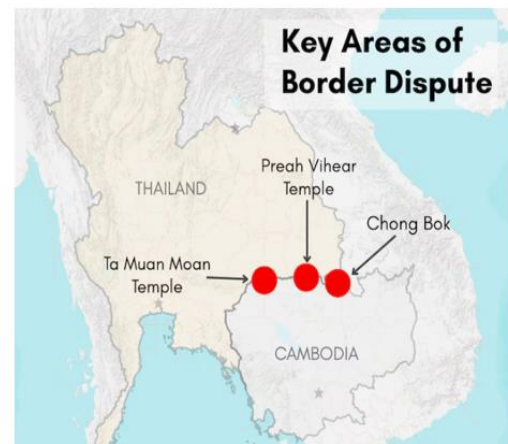 Key Areas of
Border Dispute
Preah Vihear
Temple
THAILAND
Chong Bok
Ta Muan Moan
Temple
CAMBODIA